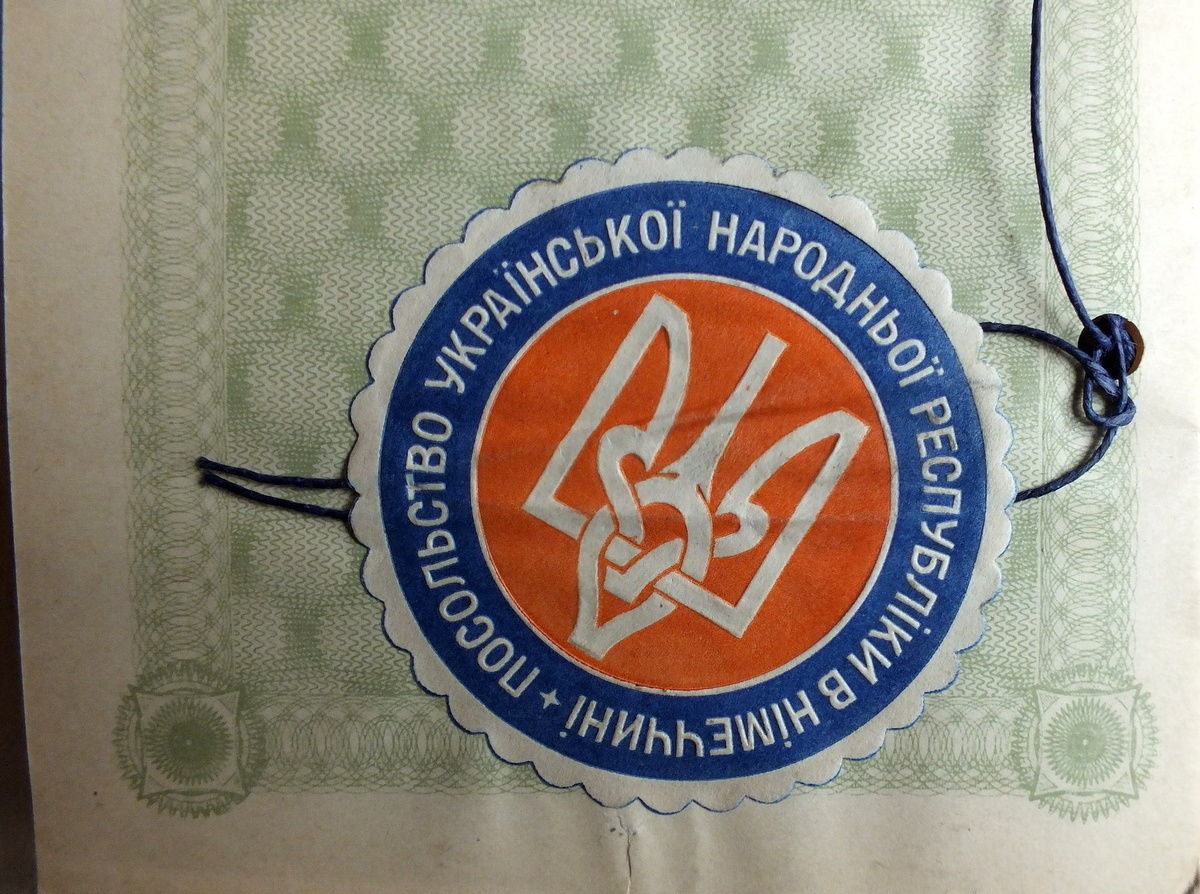 ПОСОЛЬСТВО УКРАЇНСЬКОЇ НАРОДНЬОЇ РЕСПУБЛІКИ В НІМЕЧЧИНІ